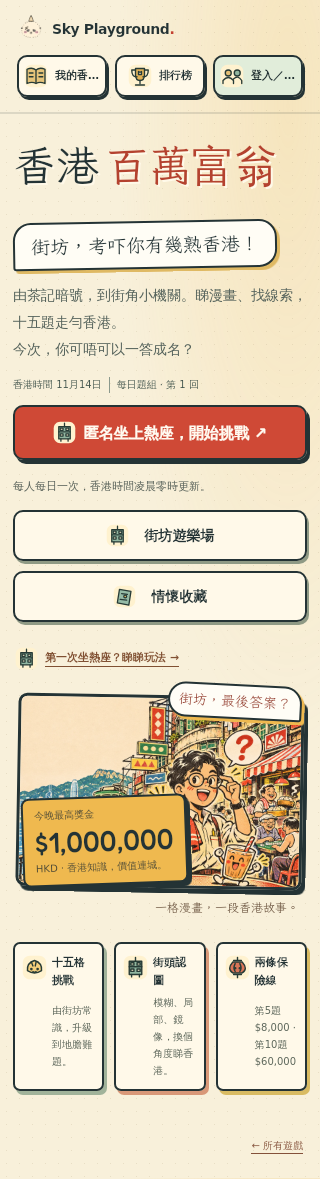 Sky Playground.
我的香…
排行榜
登入／…
香港百萬富翁
街坊，考吓你有幾熟香港！
由茶記暗號，到街角小機關。睇漫畫、找線索，
十五題走勻香港。
今次，你可唔可以一答成名？
香港時間 11月14日
每日題組 · 第 1 回
匿名坐上熱座，開始挑戰 ↗
每人每日一次，香港時間凌晨零時更新。
街坊遊樂場
情懷收藏
第一次坐熱座？睇睇玩法 →
街坊，最後答案？
?
今晚最高獎金
$1,000,000
HKD · 香港知識，價值連城。
一格漫畫，一段香港故事。
十五格
挑戰
由街坊常
識，升級
到地膽難
題。
街頭認
圖
模糊、局
部、鏡
像，換個
角度睇香
港。
兩條保
險線
第5題
$8,000 ·
第10題
$60,000
← 所有遊戲